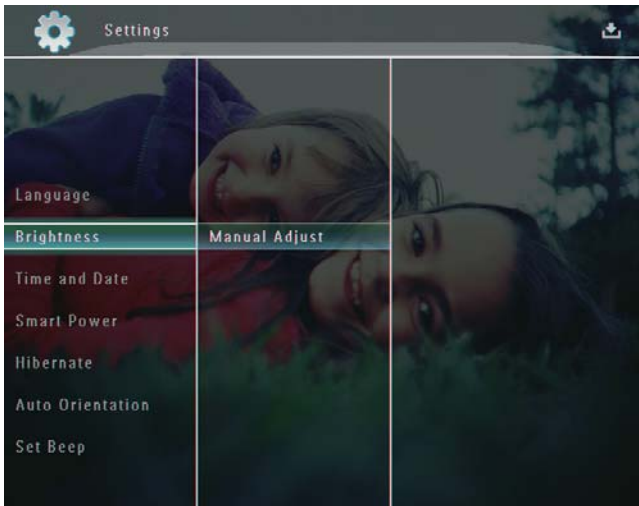 Settings
Language
Brightness
Manual Adjust
Time and Date
Smart Power
Hibernate
Auto Orientation
Set Beep